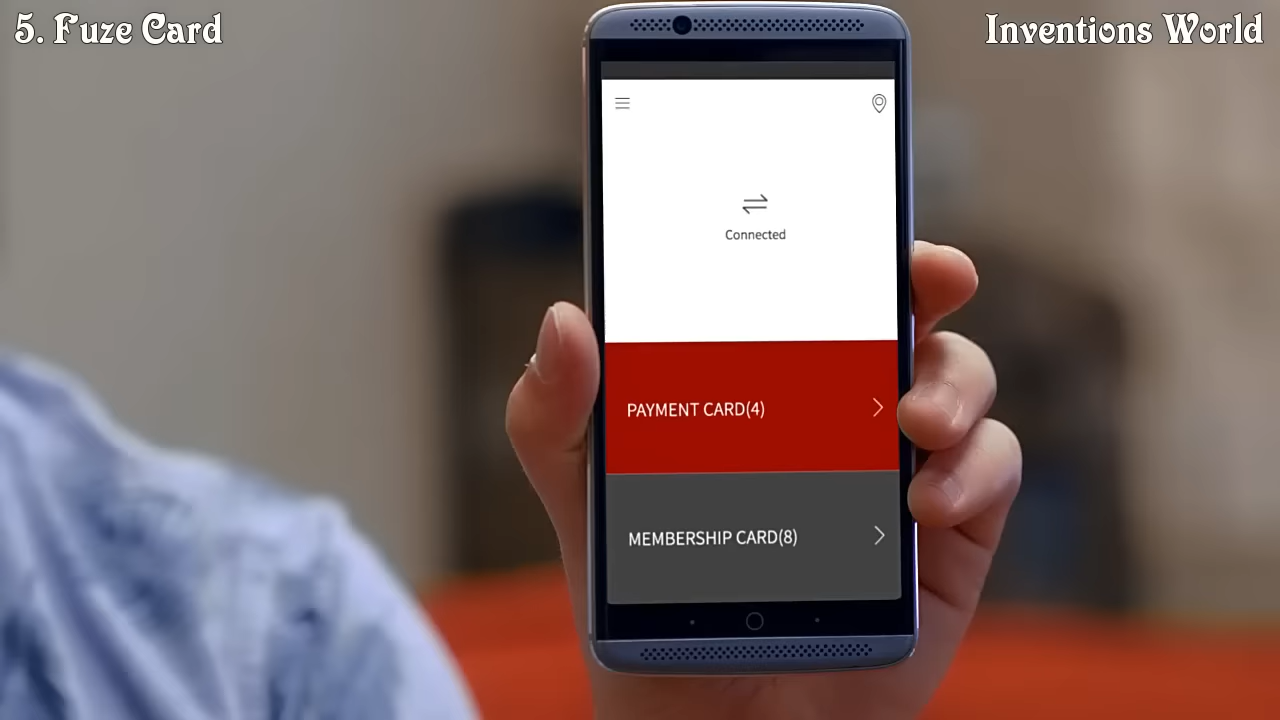 5. Fuze Card
Inventions World
Connected
PAYMENT CARD(4)
MEMBERSHIP CARD(8)